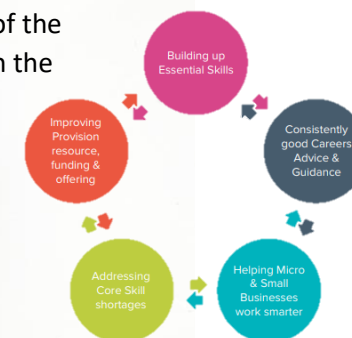 of the
n the
Building up
Essential Skills
Consistently
good Careers
Advice &
Guidance
Helping Micro
& Small
Businesses
work smarter
Addressing
Core Skill
shortages
Improving
Provision
resource,
funding &
offering